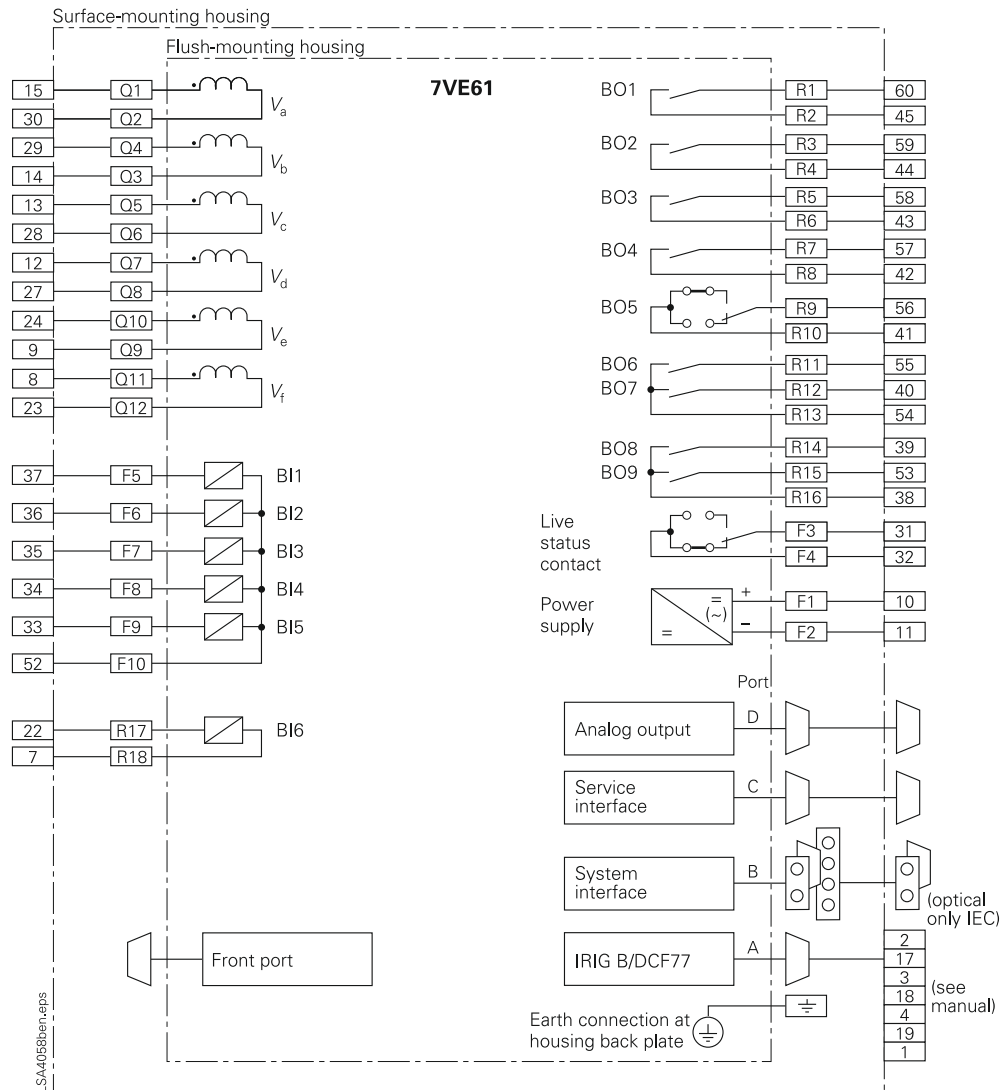 Surface-mounting housing
Flush-mounting housing
7VE61
15 Q1
30 Q2
Va
29 Q4
14 Q3
Vb
13 Q5
28 Q6
Vc
12 Q7
27 Q8
Vd
24 Q10
9 Q9
Ve
8 Q11
23 Q12
Vf
37 F5 BI1
36 F6 BI2
35 F7 BI3
34 F8 BI4
33 F9 BI5
52 F10
22 R17 BI6
7 R18
BO1 R1 60
R2 45
BO2 R3 59
R4 44
BO3 R5 58
R6 43
BO4 R7 57
R8 42
BO5 R9 56
R10 41
BO6 R11 55
BO7 R12 40
R13 54
BO8 R14 39
BO9 R15 53
R16 38
Live
status
contact
F3 31
F4 32
Power
supply
= (~) =
+ F1 10
– F2 11
Port
Analog output D
Service
interface
C
System
interface
B
(optical
only IEC)
Front port
IRIG B/DCF77 A
2
17
3
18
4
19
1
(see
manual)
Earth connection at
housing back plate
LSA4058ben.eps